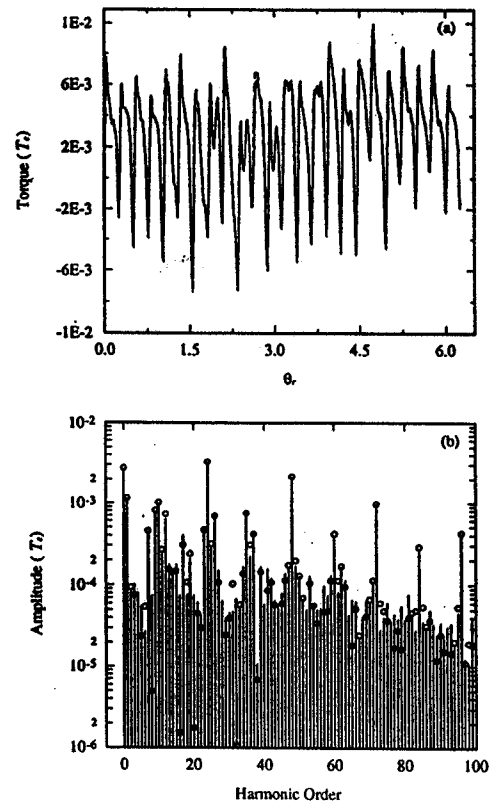 (a)
1E-2
6E-3
2E-3
-2E-3
-6E-3
-1E-2
Torque (Tₑ)
0.0 1.5 3.0 4.5 6.0
θᵣ
(b)
10⁻²
2
10⁻³
2
10⁻⁴
2
10⁻⁵
2
10⁻⁶
Amplitude (Tₑ)
0 20 40 60 80 100
Harmonic Order